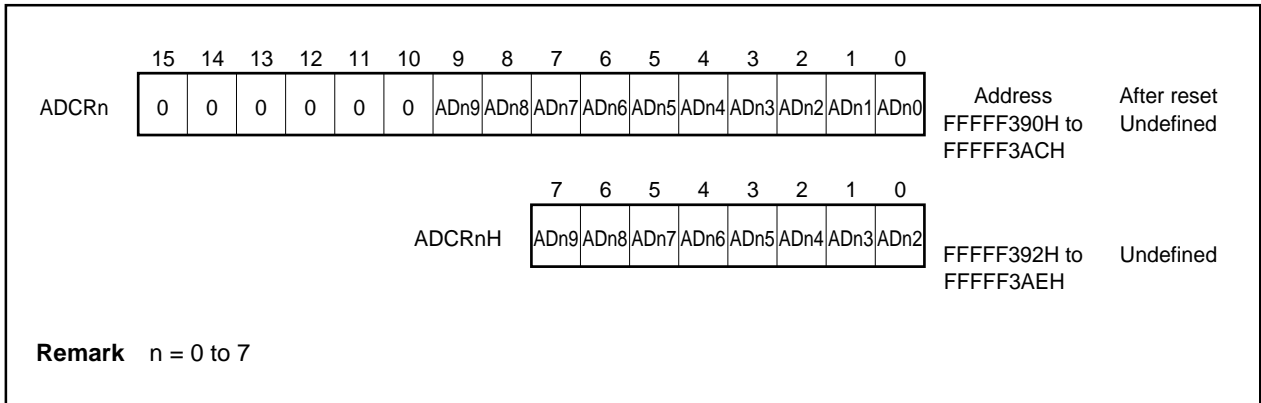 15 14 13 12 11 10 9 8 7 6 5 4 3 2 1 0
ADCRn 0 0 0 0 0 0 ADn9 ADn8 ADn7 ADn6 ADn5 ADn4 ADn3 ADn2 ADn1 ADn0
Address After reset
FFFFF390H to Undefined
FFFFF3ACH
7 6 5 4 3 2 1 0
ADCRnH ADn9 ADn8 ADn7 ADn6 ADn5 ADn4 ADn3 ADn2
FFFFF392H to Undefined
FFFFF3AEH
Remark n = 0 to 7